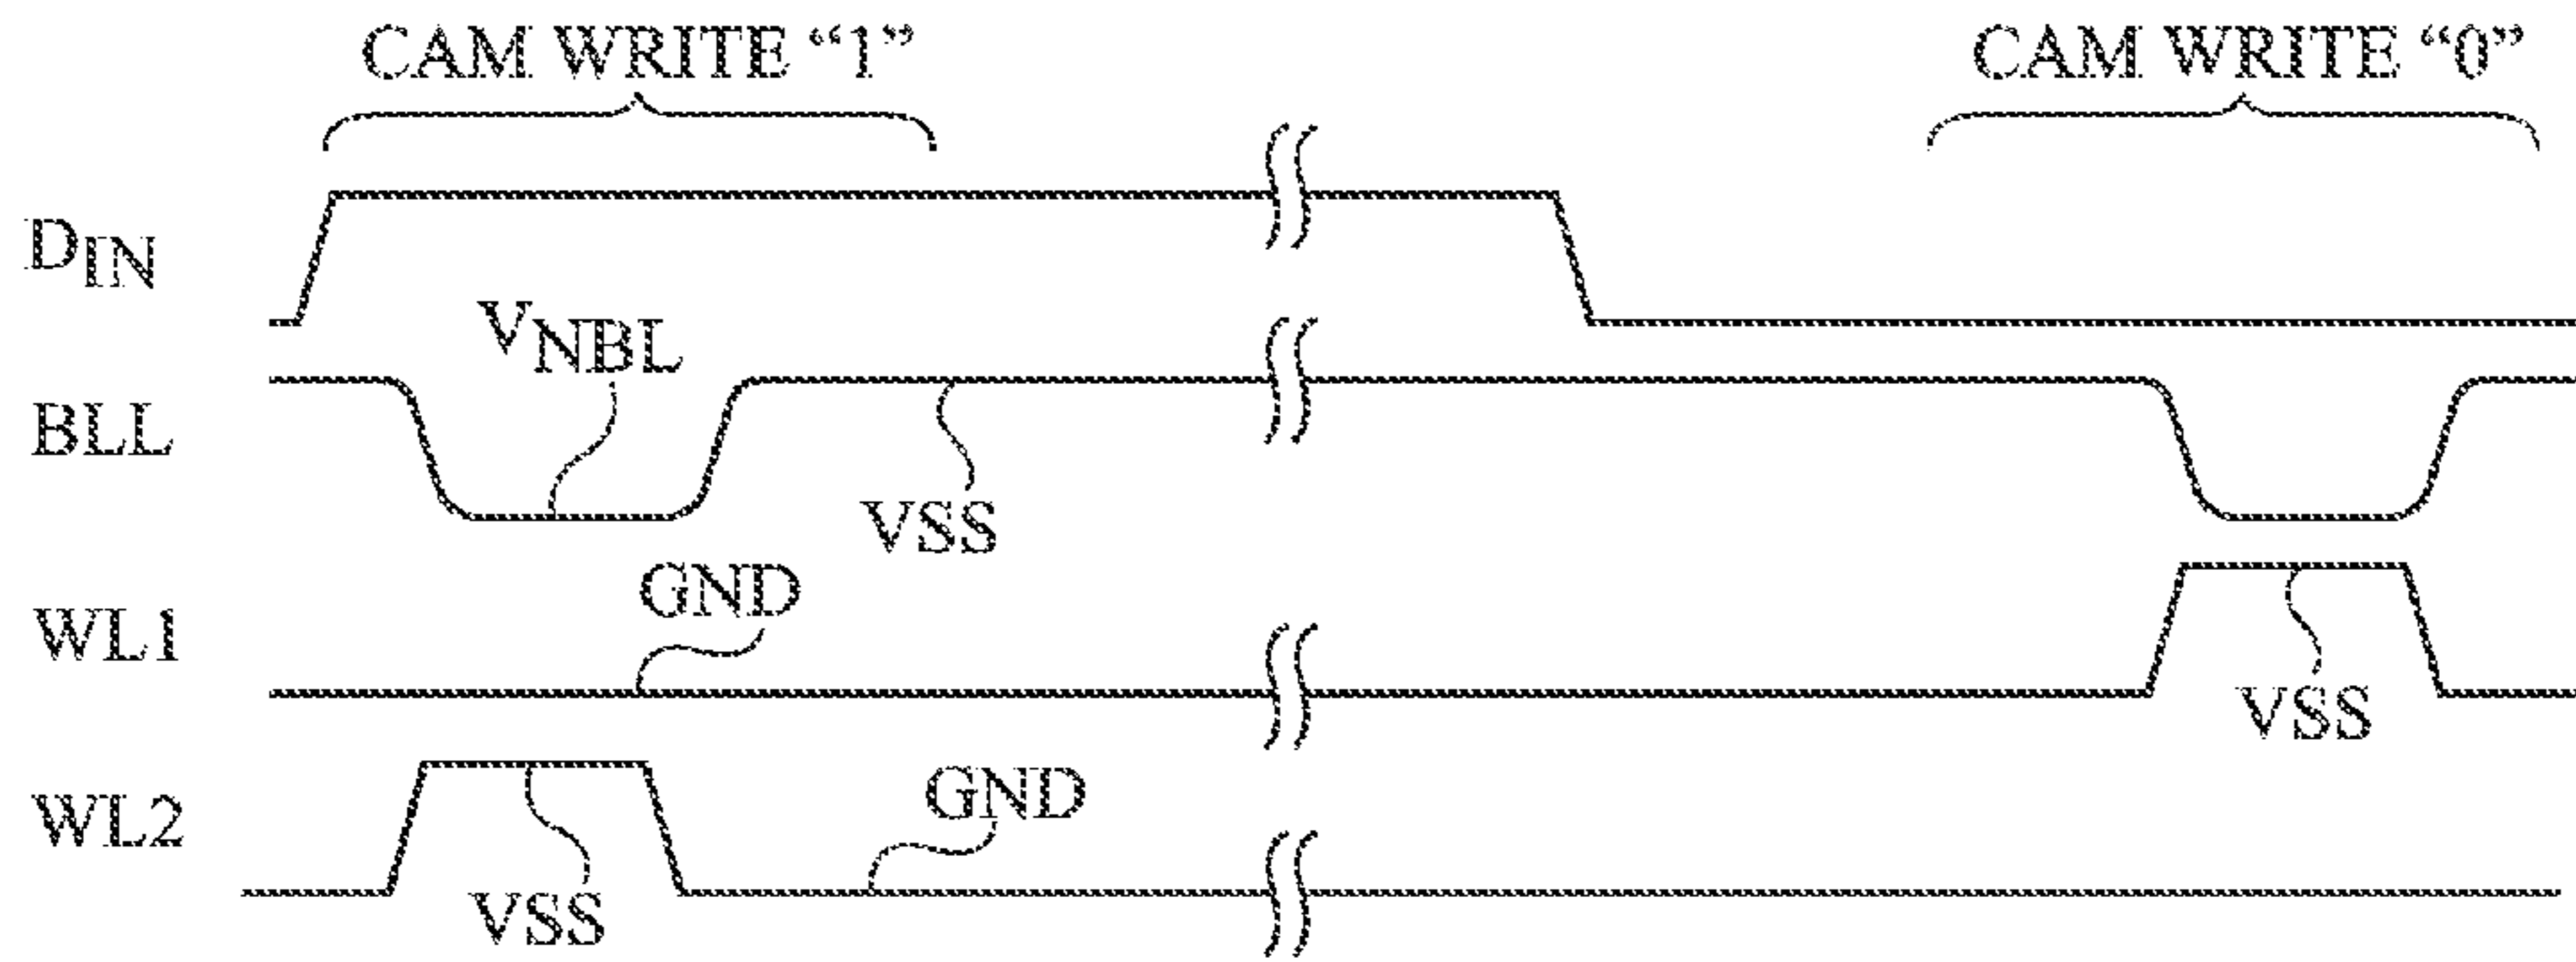 CAM WRITE “1”
CAM WRITE “0”
DIN
VNBL
BLL
VSS
GND
WL1
VSS
GND
WL2
VSS